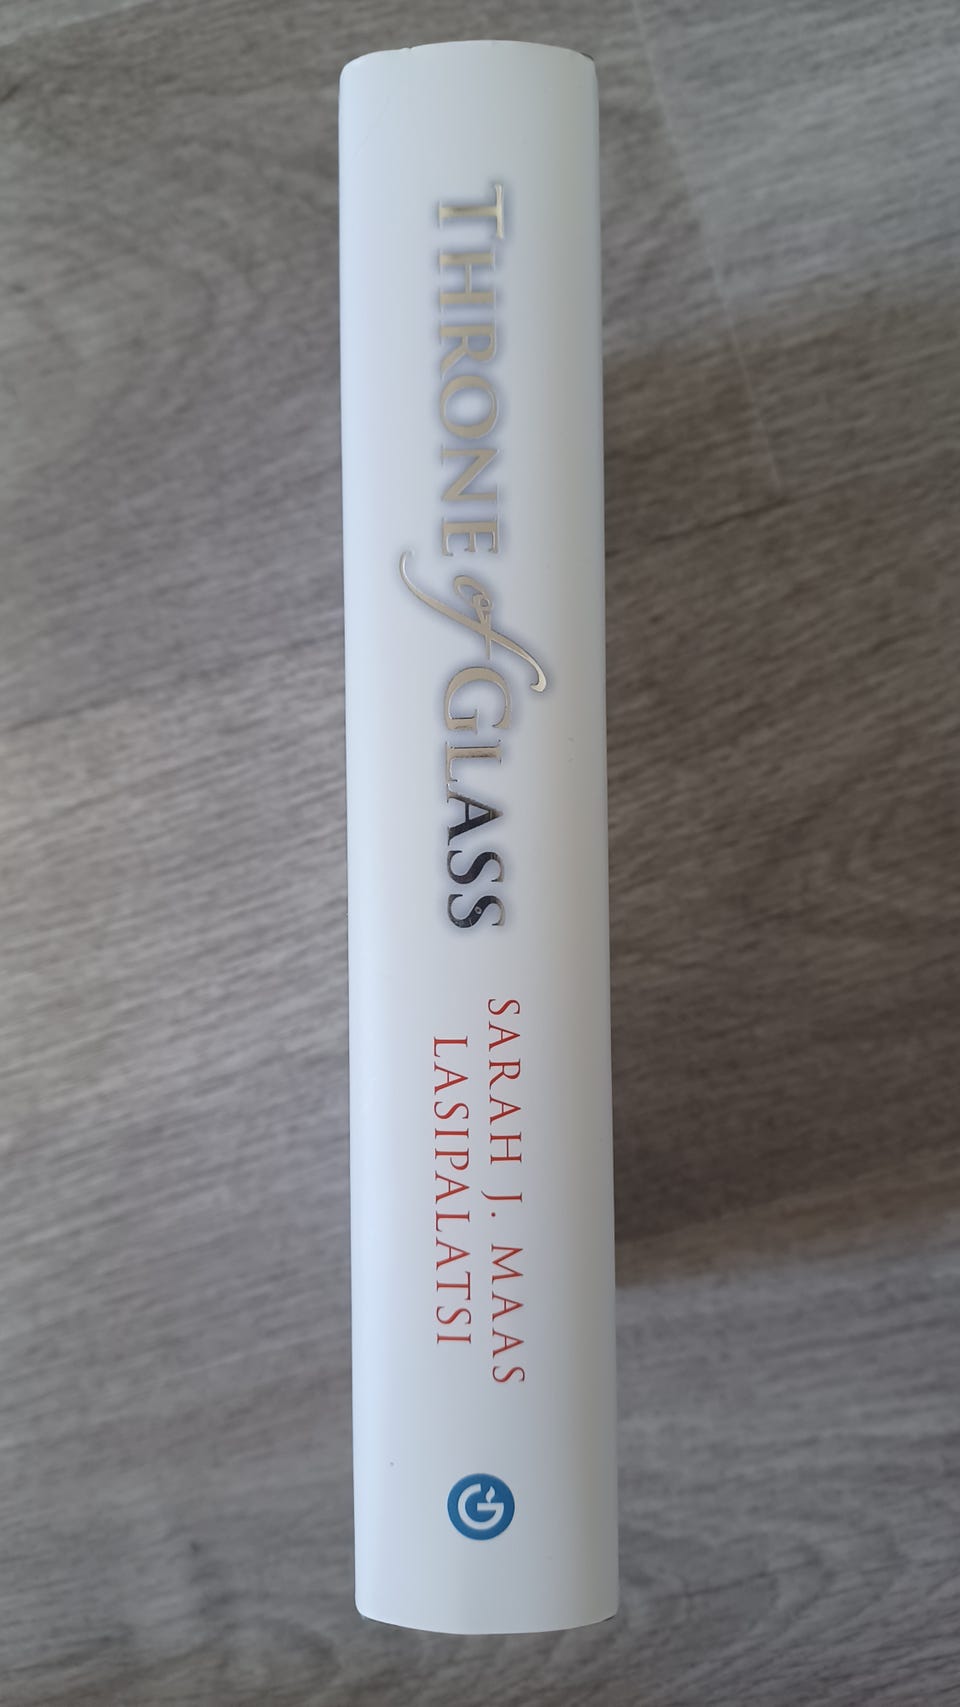 THRONE of GLASS
SARAH J. MAAS
LASIPALATSI
G